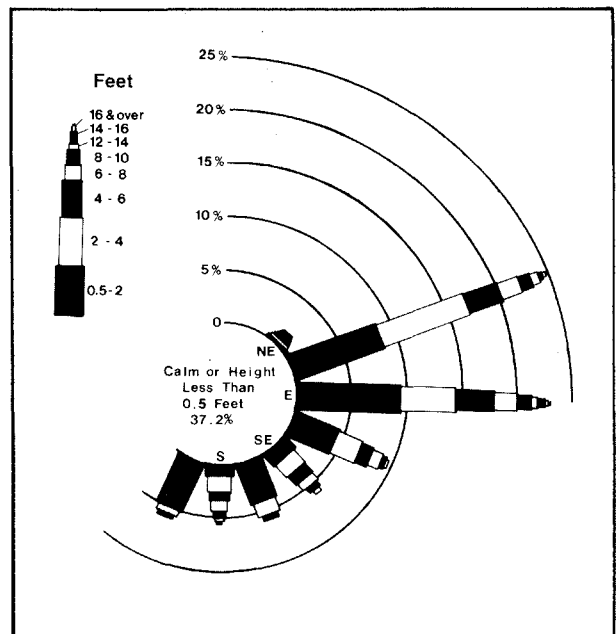 Feet
16 & over
14 - 16
12 - 14
8 - 10
6 - 8
4 - 6
2 - 4
0.5 - 2
25%
20%
15%
10%
5%
0
NE
E
SE
S
Calm or Height
Less Than
0.5 Feet
37.2%